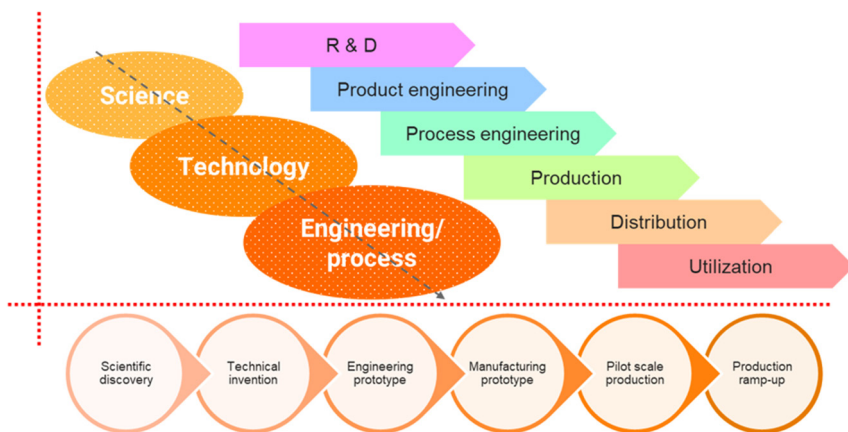 R & D
Science
Product engineering
Process engineering
Technology
Production
Distribution
Engineering/
process
Utilization
Scientific
discovery
Technical
invention
Engineering
prototype
Manufacturing
prototype
Pilot scale
production
Production
ramp-up